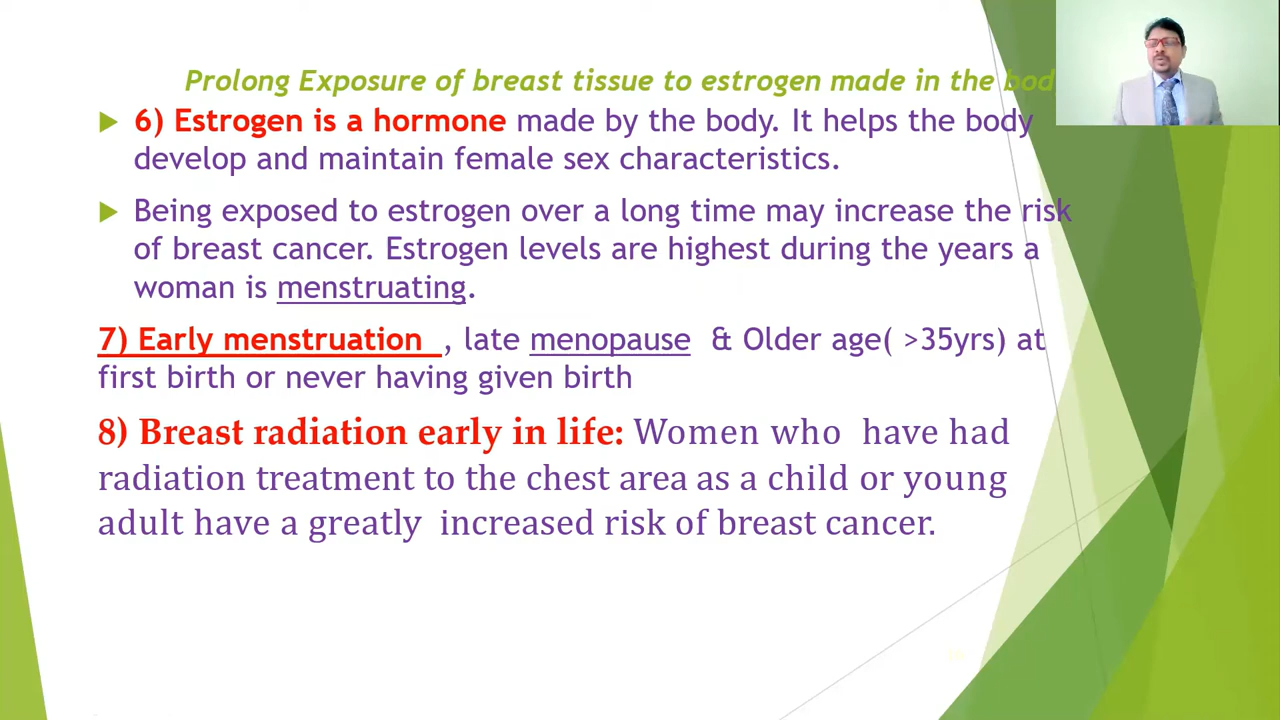 Prolong Exposure of breast tissue to estrogen made in the bod
6) Estrogen is a hormone made by the body. It helps the body
develop and maintain female sex characteristics.
Being exposed to estrogen over a long time may increase the risk
of breast cancer. Estrogen levels are highest during the years a
woman is menstruating.
7) Early menstruation , late menopause & Older age( >35yrs) at
first birth or never having given birth
8) Breast radiation early in life: Women who have had
radiation treatment to the chest area as a child or young
adult have a greatly increased risk of breast cancer.